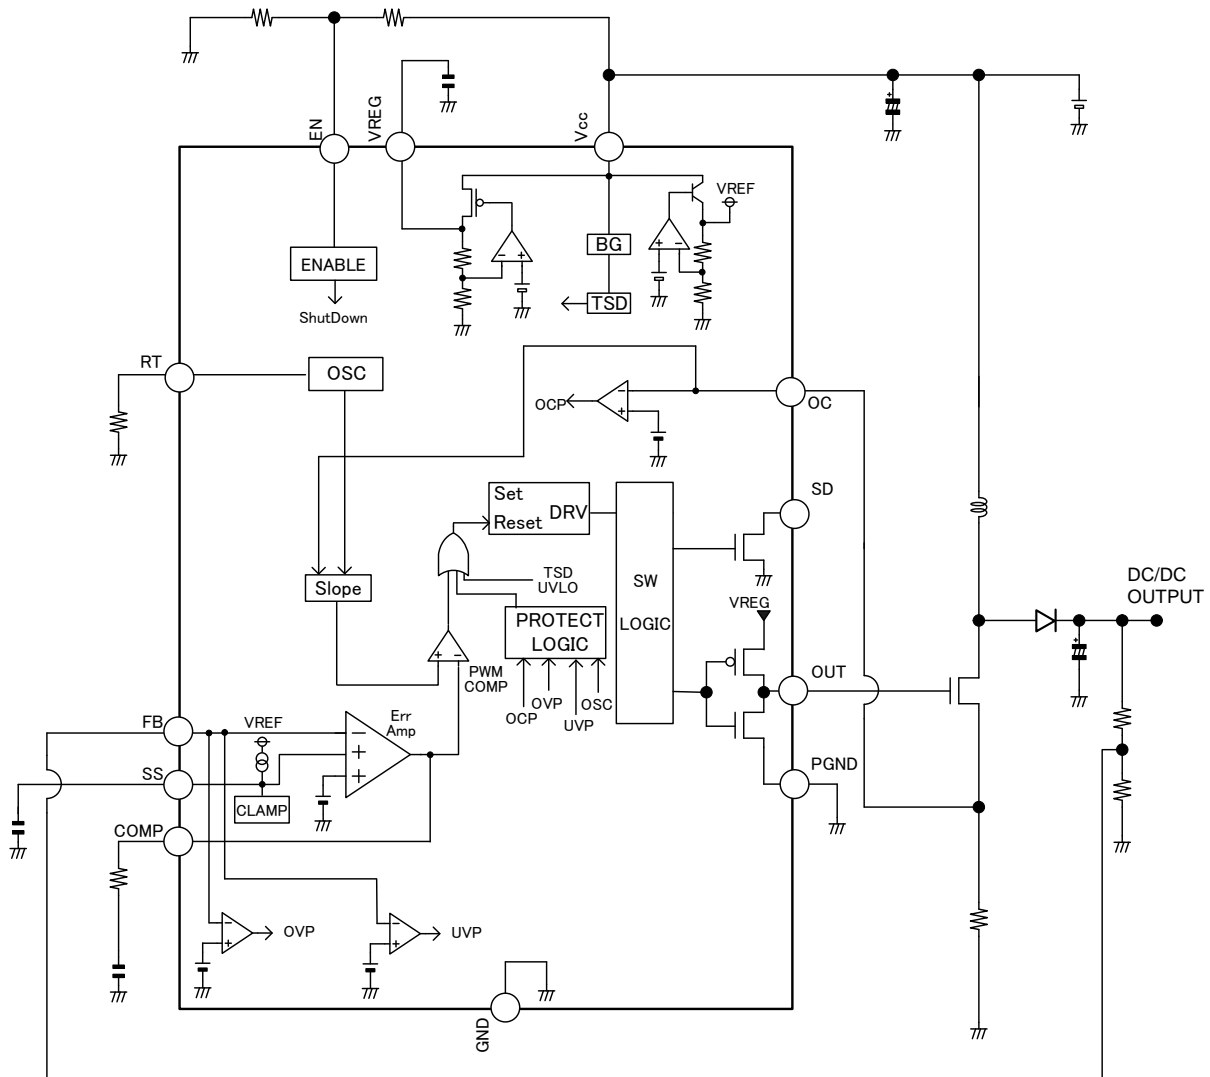 EN
VREG
Vcc
VREF
BG
ENABLE
TSD
ShutDown
RT
OSC
OCP
OC
SD
Set
Reset
DRV
TSD
UVLO
Slope
SW
LOGIC
VREG
DC/DC
OUTPUT
PROTECT
LOGIC
PWM
COMP
OUT
OCP
OVP
UVP
OSC
FB
VREF
Err
Amp
SS
CLAMP
PGND
COMP
OVP
UVP
GND